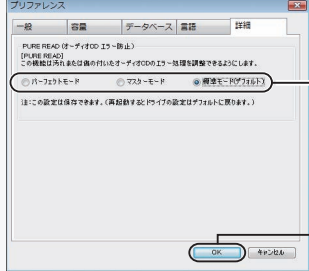 プリファレンス
一般 容量 データベース 言語 詳細
PURE READ (オーディオCD エラー防止)
[PURE READ]
この機能は汚れまたは傷の付いたオーディオCDのエラー処理を調整できるようにします。
パーフェクトモード マスターモード 標準モード(デフォルト)
注:この設定は保存できます。(再起動するとドライブの設定はデフォルトに戻ります。)
OK キャンセル